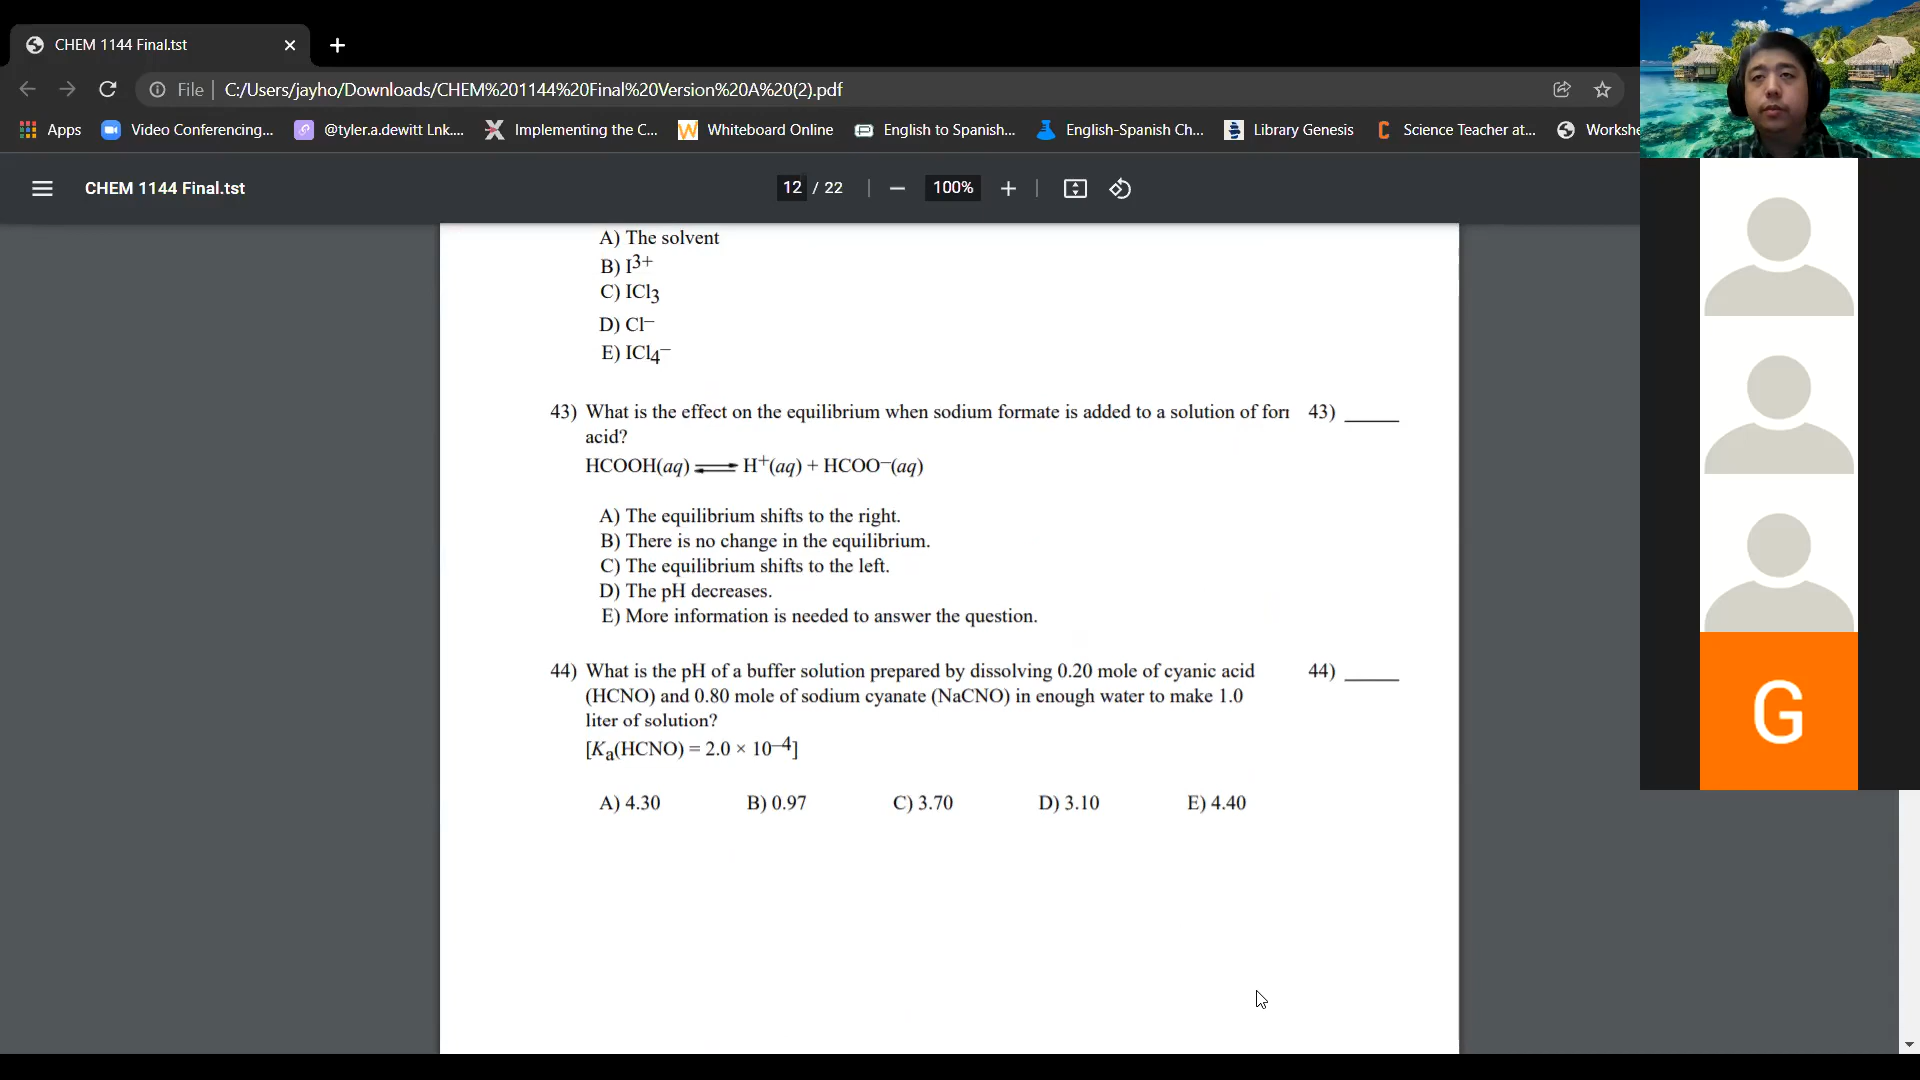 CHEM 1144 Final.tst
File | C:/Users/jayho/Downloads/CHEM%201144%20Final%20Version%20A%20(2).pdf
Apps Video Conferencing... @tyler.a.dewitt Lnk.... Implementing the C... Whiteboard Online English to Spanish... English-Spanish Ch... Library Genesis Science Teacher at... Workshe
CHEM 1144 Final.tst 12 / 22 100%
A) The solvent
B) I3+
C) ICl3
D) Cl–
E) ICl4–
43) What is the effect on the equilibrium when sodium formate is added to a solution of forı 43) _____
acid?
HCOOH(aq) ⇌ H+(aq) + HCOO–(aq)
A) The equilibrium shifts to the right.
B) There is no change in the equilibrium.
C) The equilibrium shifts to the left.
D) The pH decreases.
E) More information is needed to answer the question.
44) What is the pH of a buffer solution prepared by dissolving 0.20 mole of cyanic acid 44) _____
(HCNO) and 0.80 mole of sodium cyanate (NaCNO) in enough water to make 1.0
liter of solution?
[Ka(HCNO) = 2.0 × 10–4]
A) 4.30 B) 0.97 C) 3.70 D) 3.10 E) 4.40
G